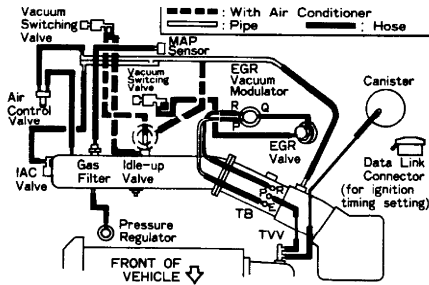 Vacuum
Switching
Valve
: With Air Conditioner
: Pipe
: Hose
MAP
Sensor
Vacuum
Switcing
Valve
EGR
Vacuum
Modulator
Canister
R
Q
P
Air
Control
Valve
EGR
Valve
Data Link
Connector
(for ignition
timing setting)
IAC
Valve
Gas
Filter
Idle-up
Valve
P
R
E
TB
TVV
Pressure
Regulator
FRONT OF
VEHICLE